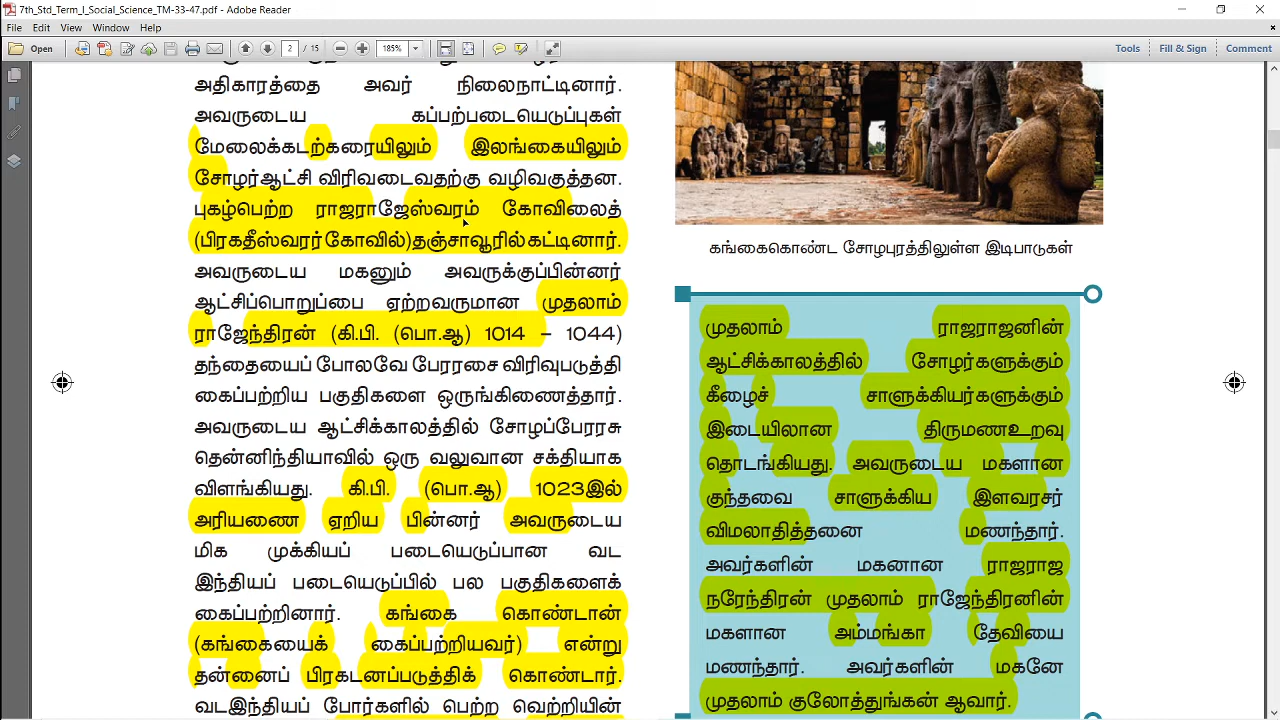 7th_Std_Term_I_Social_Science_TM-33-47.pdf - Adobe Reader
File Edit View Window Help
Open 2 / 15 185% Tools Fill & Sign Comment
அதிகாரத்தை அவர் நிலைநாட்டினார்.
அவருடைய கப்பற்படையெடுப்புகள்
மேலைக்கடற்கரையிலும் இலங்கையிலும்
சோழர்ஆட்சி விரிவடைவதற்கு வழிவகுத்தன.
புகழ்பெற்ற ராஜராஜேஸ்வரம் கோவிலைத்
(பிரகதீஸ்வரர்கோவில்)தஞ்சாவூரில்கட்டினார்.
அவருடைய மகனும் அவருக்குப்பின்னர்
ஆட்சிப்பொறுப்பை ஏற்றவருமான முதலாம்
ராஜேந்திரன் (கி.பி. (பொ.ஆ) 1014 – 1044)
தந்தையைப் போலவே பேரரசை விரிவுபடுத்தி
கைப்பற்றிய பகுதிகளை ஒருங்கிணைத்தார்.
அவருடைய ஆட்சிக்காலத்தில் சோழப்பேரரசு
தென்னிந்தியாவில் ஒரு வலுவான சக்தியாக
விளங்கியது. கி.பி. (பொ.ஆ) 1023இல்
அரியணை ஏறிய பின்னர் அவருடைய
மிக முக்கியப் படையெடுப்பான வட
இந்தியப் படையெடுப்பில் பல பகுதிகளைக்
கைப்பற்றினார். கங்கை கொண்டான்
(கங்கையைக் கைப்பற்றியவர்) என்று
தன்னைப் பிரகடனப்படுத்திக் கொண்டார்.
வடஇந்தியப் போர்களில் பெற்ற வெற்றியின்
கங்கைகொண்ட சோழபுரத்திலுள்ள இடிபாடுகள்
முதலாம் ராஜராஜனின்
ஆட்சிக்காலத்தில் சோழர்களுக்கும்
கீழைச் சாளுக்கியர்களுக்கும்
இடையிலான திருமணஉறவு
தொடங்கியது. அவருடைய மகளான
குந்தவை சாளுக்கிய இளவரசர்
விமலாதித்தனை மணந்தார்.
அவர்களின் மகனான ராஜராஜ
நரேந்திரன் முதலாம் ராஜேந்திரனின்
மகளான அம்மங்கா தேவியை
மணந்தார். அவர்களின் மகனே
முதலாம் குலோத்துங்கன் ஆவார்.